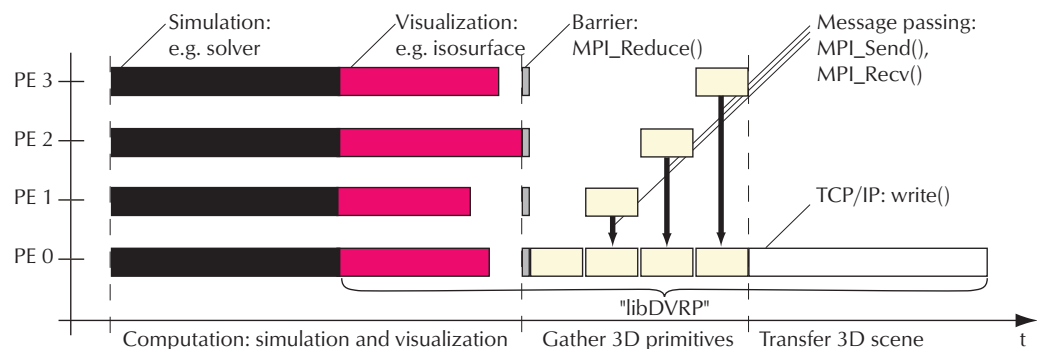 Simulation:
e.g. solver
Visualization:
e.g. isosurface
Barrier:
MPI_Reduce()
Message passing:
MPI_Send(),
MPI_Recv()
PE 3
PE 2
PE 1
TCP/IP: write()
PE 0
"libDVRP"
Computation: simulation and visualization
Gather 3D primitives
Transfer 3D scene
t